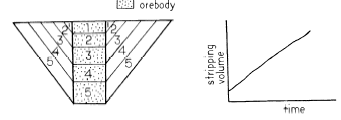 orebody
2 1 2
3 2 3
4 3 4
5 4 5
5
stripping
volume
time